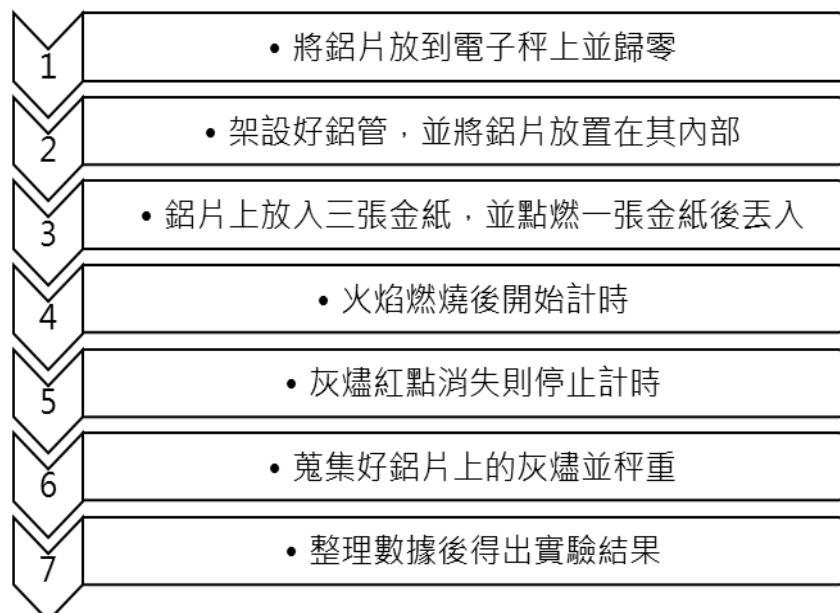 1
• 將鋁片放到電子秤上並歸零
2
• 架設好鋁管，並將鋁片放置在其內部
3
• 鋁片上放入三張金紙，並點燃一張金紙後丟入
4
• 火焰燃燒後開始計時
5
• 灰燼紅點消失則停止計時
6
• 蒐集好鋁片上的灰燼並秤重
7
• 整理數據後得出實驗結果